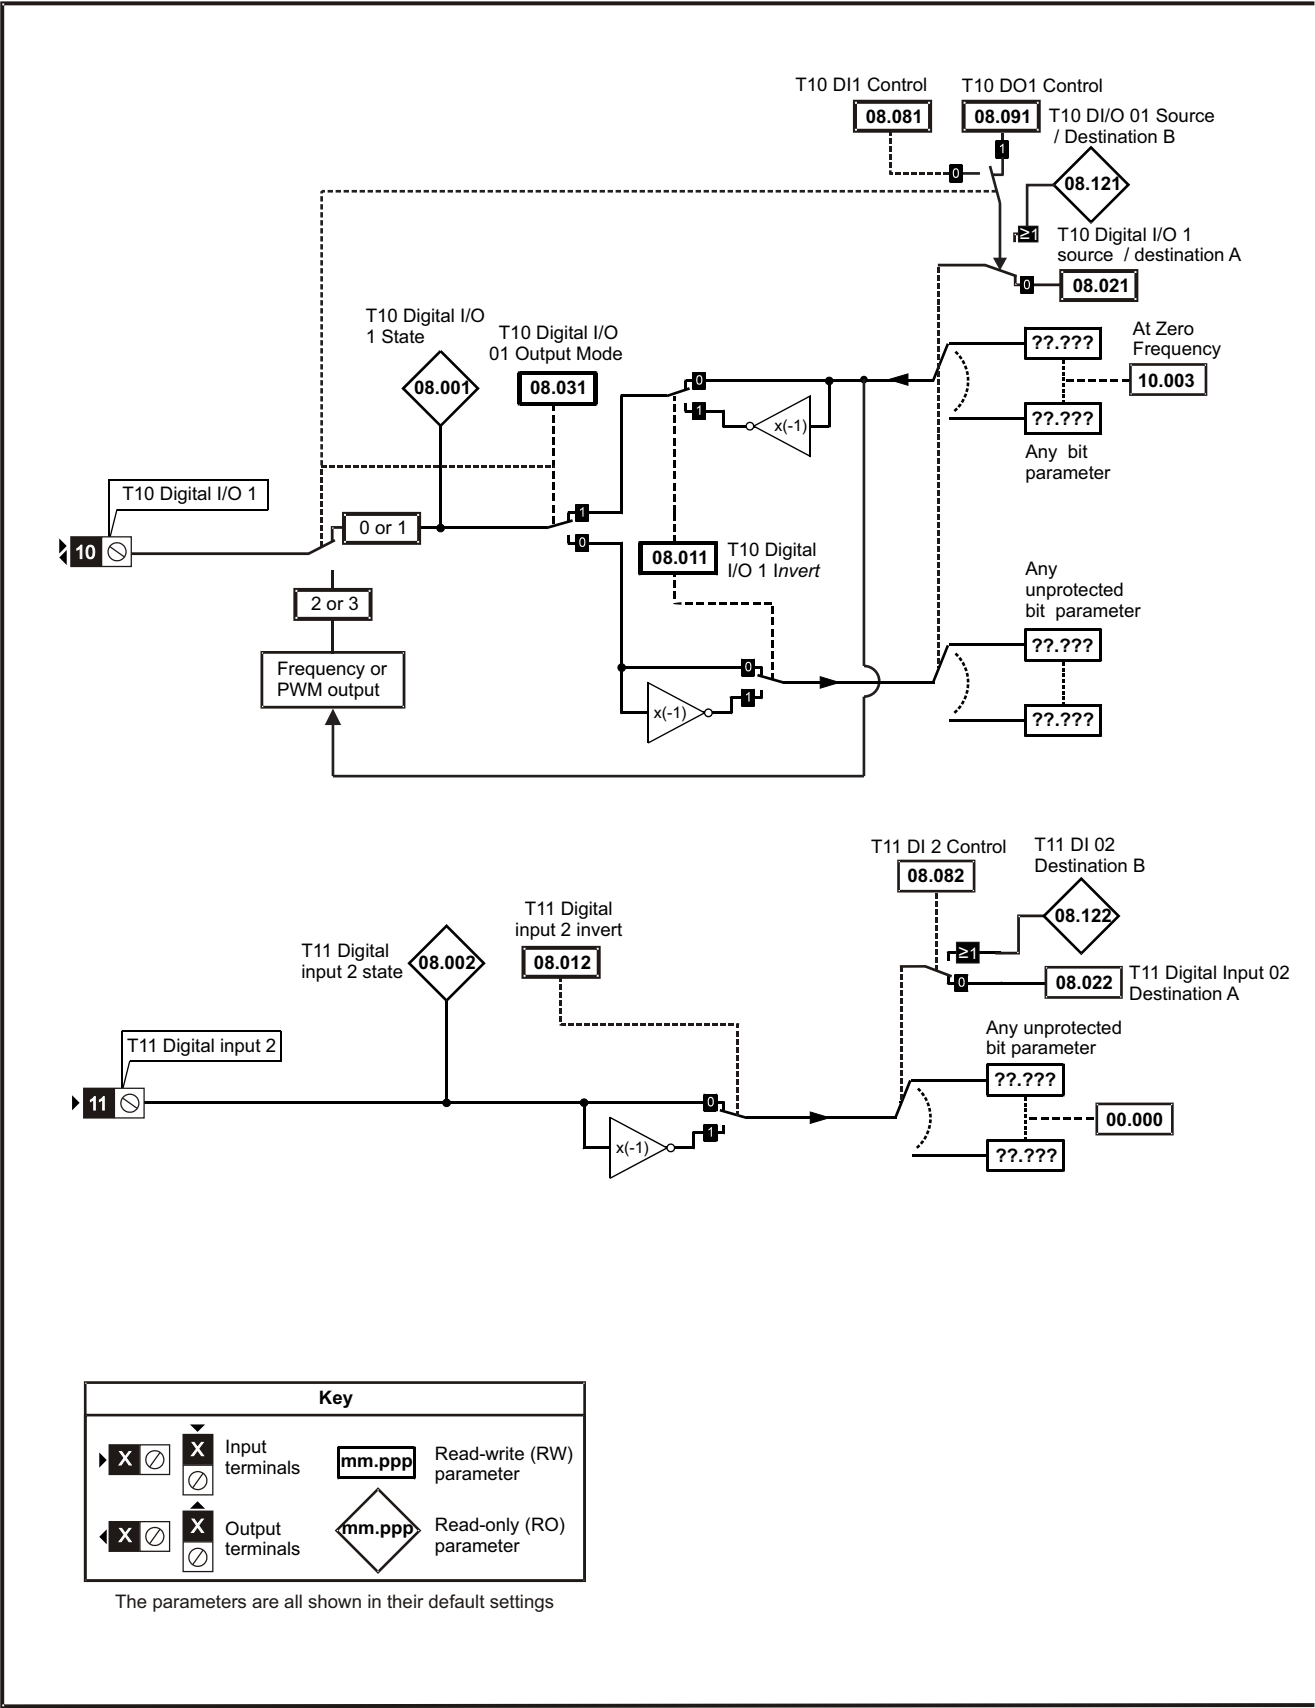 T10 DI1 Control
T10 DO1 Control
08.081
08.091
T10 DI/O 01 Source
/ Destination B
1
0
08.121
≥1
T10 Digital I/O 1
source / destination A
0
08.021
T10 Digital I/O
1 State
T10 Digital I/O
01 Output Mode
08.001
08.031
At Zero
Frequency
??.???
10.003
??.???
Any bit
parameter
0
1
x(-1)
T10 Digital I/O 1
10
0 or 1
1
0
08.011
T10 Digital
I/O 1 Invert
2 or 3
Frequency or
PWM output
Any
unprotected
bit parameter
??.???
??.???
0
1
x(-1)
T11 DI 2 Control
08.082
T11 DI 02
Destination B
08.122
≥1
0
08.022
T11 Digital Input 02
Destination A
T11 Digital
input 2 state
08.002
T11 Digital
input 2 invert
08.012
Any unprotected
bit parameter
??.???
00.000
??.???
T11 Digital input 2
11
0
1
x(-1)
Key
X
X
Input
terminals
mm.ppp
Read-write (RW)
parameter
X
X
Output
terminals
mm.ppp
Read-only (RO)
parameter
The parameters are all shown in their default settings